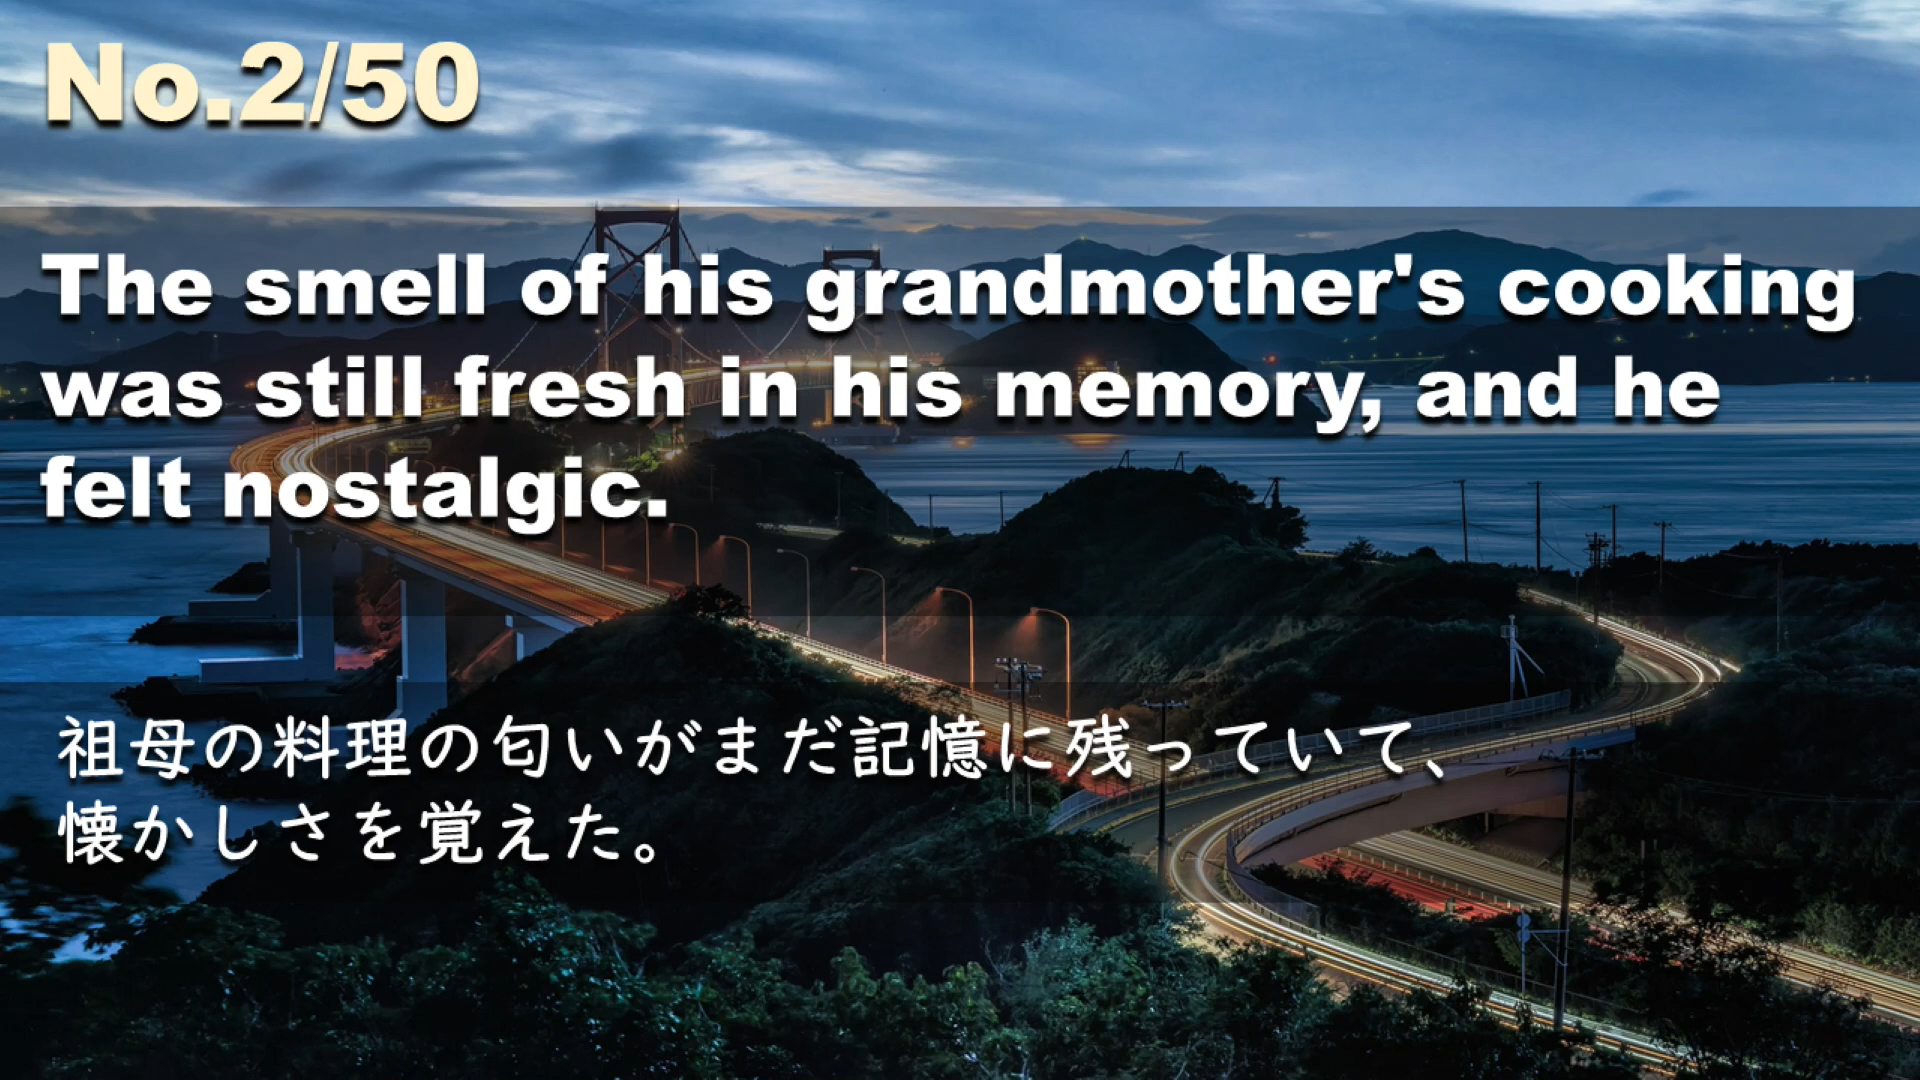 No.2/50
The smell of his grandmother's cooking
was still fresh in his memory, and he
felt nostalgic.
祖母の料理の匂いがまだ記憶に残っていて、
懐かしさを覚えた。